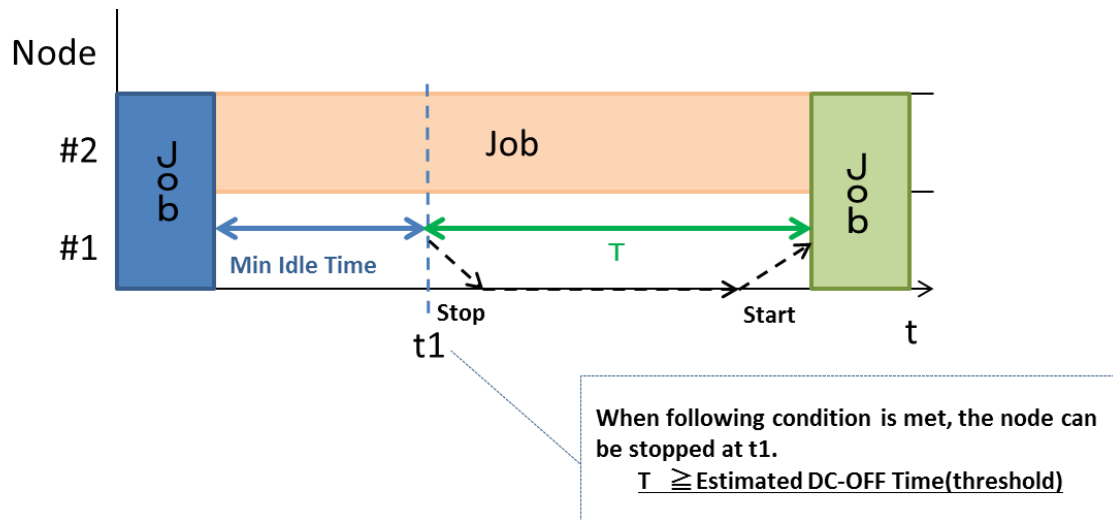 Node
#2
Job
Job
Job
#1
Min Idle Time
T
Stop
Start
t1
t
When following condition is met, the node can
be stopped at t1.
T ≧Estimated DC-OFF Time(threshold)